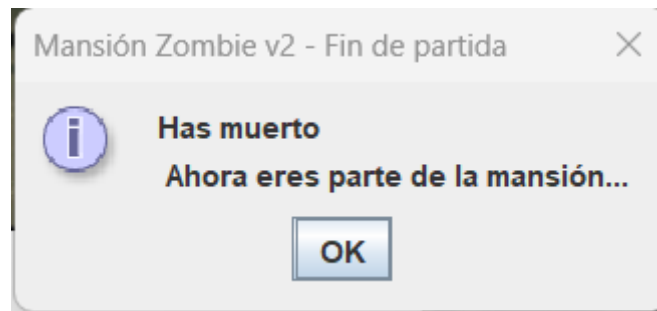 Mansión Zombie v2 - Fin de partida
Has muerto
Ahora eres parte de la mansión...
OK